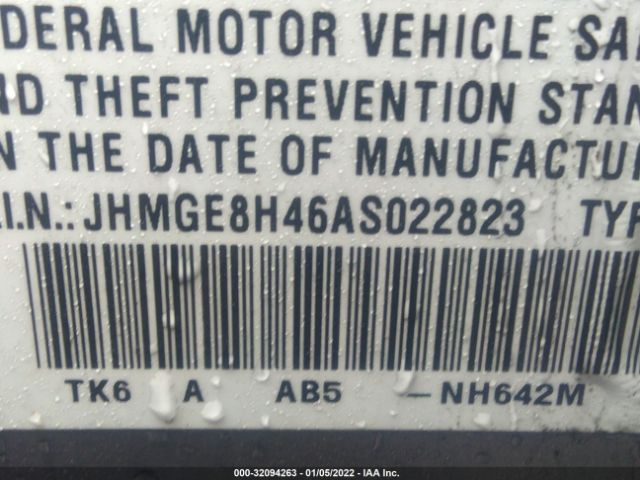 DERAL MOTOR VEHICLE SA
ND THEFT PREVENTION STAN
N THE DATE OF MANUFACTUR
.I.N.: JHMGE8H46AS022823 TYP
TK6 A AB5 - NH642M
000-32094263 - 01/05/2022 - IAA Inc.